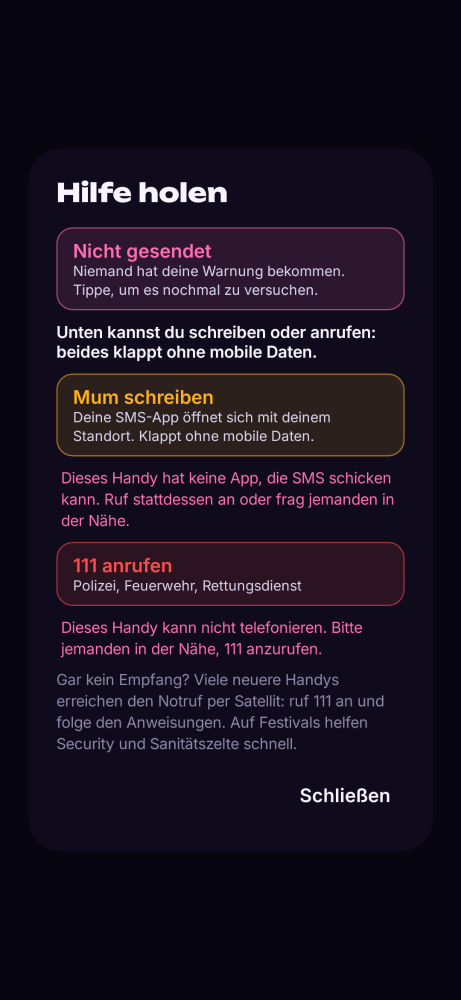 Hilfe holen
Nicht gesendet
Niemand hat deine Warnung bekommen.
Tippe, um es nochmal zu versuchen.
Unten kannst du schreiben oder anrufen:
beides klappt ohne mobile Daten.
Mum schreiben
Deine SMS-App öffnet sich mit deinem
Standort. Klappt ohne mobile Daten.
Dieses Handy hat keine App, die SMS schicken
kann. Ruf stattdessen an oder frag jemanden in
der Nähe.
111 anrufen
Polizei, Feuerwehr, Rettungsdienst
Dieses Handy kann nicht telefonieren. Bitte
jemanden in der Nähe, 111 anzurufen.
Gar kein Empfang? Viele neuere Handys
erreichen den Notruf per Satellit: ruf 111 an und
folge den Anweisungen. Auf Festivals helfen
Security und Sanitätszelte schnell.
Schließen